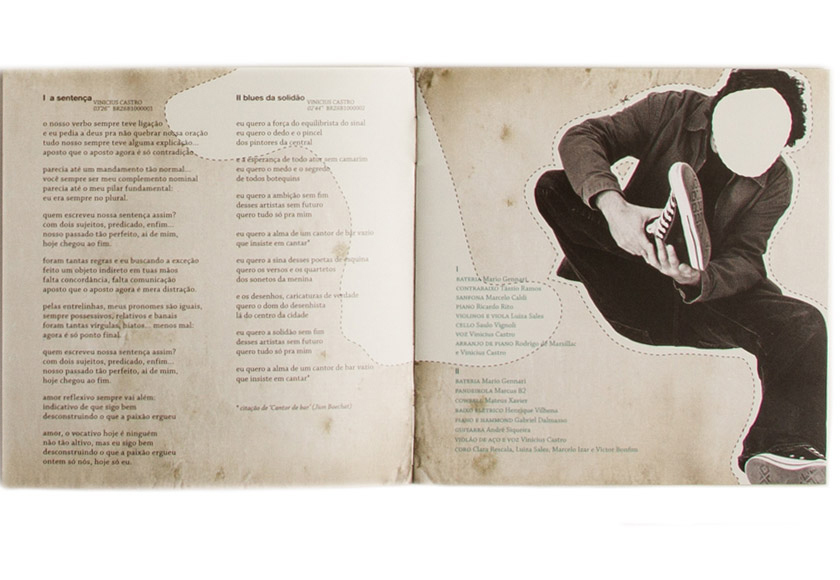 I a sentença VINICIUS CASTRO
03'26" BR26B1000001
o nosso verbo sempre teve ligação
e eu pedia a deus pra não quebrar nossa oração
tudo nosso sempre teve alguma explicação...
aposto que o aposto agora é só contradição
parecia até um mandamento tão normal...
você sempre ser meu complemento nominal
parecia até o meu pilar fundamental:
eu era sempre no plural.
quem escreveu nossa sentença assim?
com dois sujeitos, predicado, enfim...
nosso passado tão perfeito, ai de mim,
hoje chegou ao fim.
foram tantas regras e eu buscando a exceção
feito um objeto indireto em tuas mãos
falta concordância, falta comunicação
aposto que o aposto agora é mera distração.
pelas entrelinhas, meus pronomes são iguais,
sempre possessivos, relativos e banais
foram tantas vírgulas, hiatos... menos mal:
agora é só ponto final.
quem escreveu nossa sentença assim?
com dois sujeitos, predicado, enfim...
nosso passado tão perfeito, ai de mim,
hoje chegou ao fim.
amor reflexivo sempre vai além:
indicativo de que sigo bem
desconstruindo o que a paixão ergueu
amor, o vocativo hoje é ninguém
não tão altivo, mas eu sigo bem
desconstruindo o que a paixão ergueu
ontem só nós, hoje só eu.
II blues da solidão VINICIUS CASTRO
02'44" BR26B1000002
eu quero a força do equilibrista do sinal
eu quero o dedo e o pincel
dos pintores da central
e a esperança de todo ator sem camarim
eu quero o medo e o segredo
de todos botequins
eu quero a ambição sem fim
desses artistas sem futuro
quero tudo só pra mim
eu quero a alma de um cantor de bar vazio
que insiste em cantar*
eu quero a sina desses poetas de esquina
quero os versos e os quartetos
dos sonetos da menina
e os desenhos, caricaturas de verdade
quero o dom do desenhista
lá do centro da cidade
eu quero a solidão sem fim
desses artistas sem futuro
quero tudo só pra mim
eu quero a alma de um cantor de bar vazio
que insiste em cantar*
* citação de 'Cantor de bar'
I
BATERIA Mario Gennari
CONTRABAIXO Tássio Ramos
SANFONA Marcelo Caldi
PIANO Ricardo Rito
VIOLINOS E VIOLA Luiza Sales
CELLO Saulo Vignoli
VOZ Vinicius Castro
ARRANJO DE PIANO Rodrigo de Marsillac
e Vinicius Castro
II
BATERIA Mario Gennari
PANDEIROLA Marcus B2
COWBELL Mateus Xavier
BAIXO ELÉTRICO Henrique Vilhena
PIANO E HAMMOND Gabriel Dalmasso
GUITARRA André Siqueira
VIOLÃO DE AÇO E VOZ Vinicius Castro
CORO Clara Rescala, Luiza Sales, Marcelo Izar e Victor